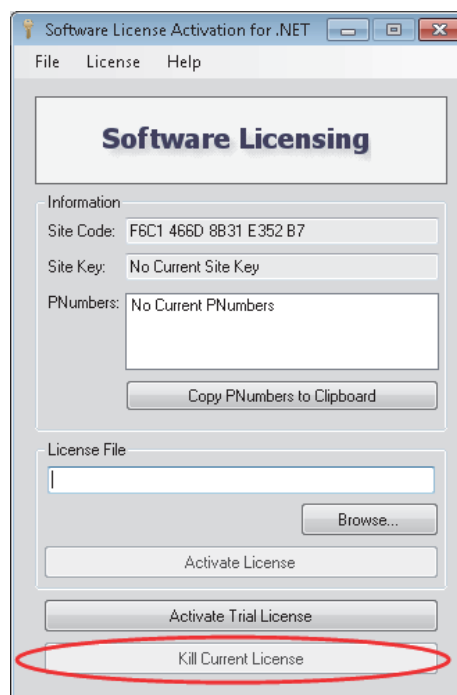 Software License Activation for .NET
File License Help
Software Licensing
Information
Site Code: F6C1 466D 8B31 E352 B7
Site Key: No Current Site Key
PNumbers: No Current PNumbers
Copy PNumbers to Clipboard
License File
Browse...
Activate License
Activate Trial License
Kill Current License